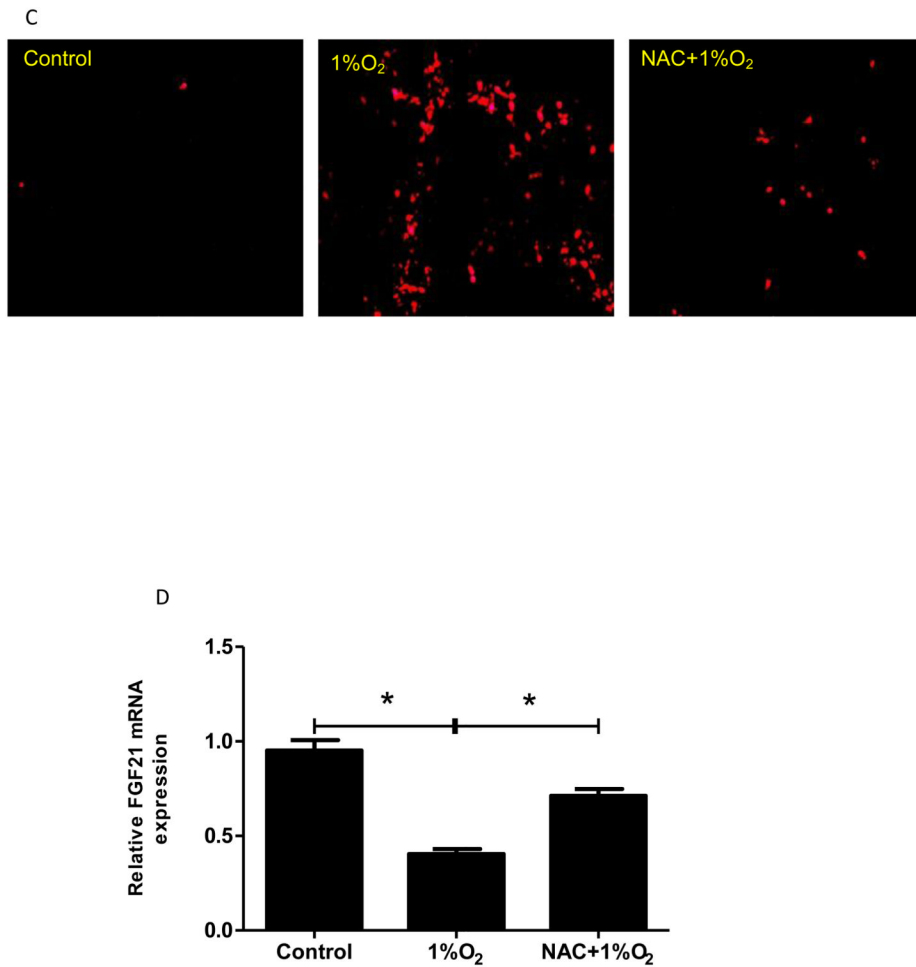 C
Control
1%O₂
NAC+1%O₂
D
Relative FGF21 mRNA
expression
1.5
1.0
0.5
0.0
*
*
Control
1%O₂
NAC+1%O₂